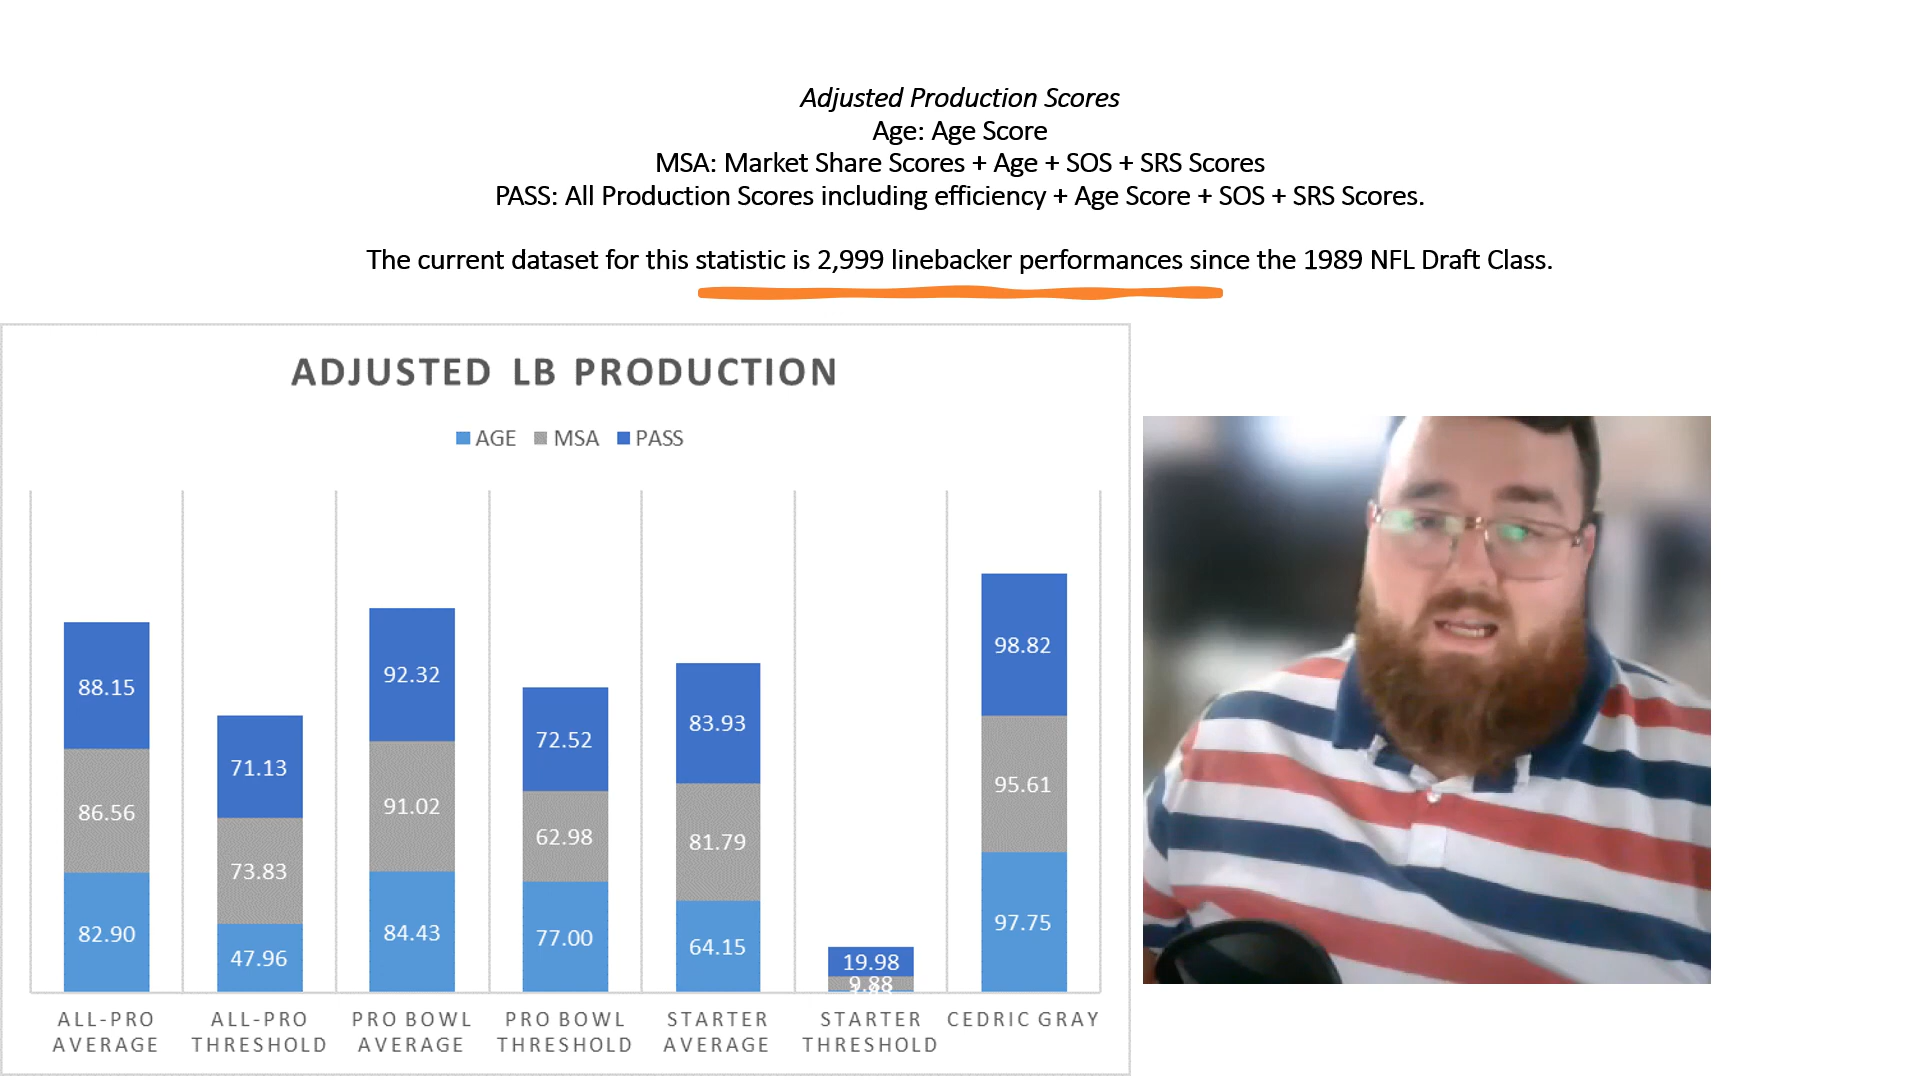 Adjusted Production Scores
Age: Age Score
MSA: Market Share Scores + Age + SOS + SRS Scores
PASS: All Production Scores including efficiency + Age Score + SOS + SRS Scores.
The current dataset for this statistic is 2,999 linebacker performances since the 1989 NFL Draft Class.
ADJUSTED LB PRODUCTION
AGE MSA PASS
88.15
86.56
82.90
71.13
73.83
47.96
92.32
91.02
84.43
72.52
62.98
77.00
83.93
81.79
64.15
19.98
9.88
98.82
95.61
97.75
ALL-PRO
AVERAGE
ALL-PRO
THRESHOLD
PRO BOWL
AVERAGE
PRO BOWL
THRESHOLD
STARTER
AVERAGE
STARTER
THRESHOLD
CEDRIC GRAY